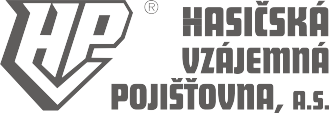 HP ®
HASIČSKÁ
VZÁJEMNÁ
POJIŠŤOVNA, A.S.